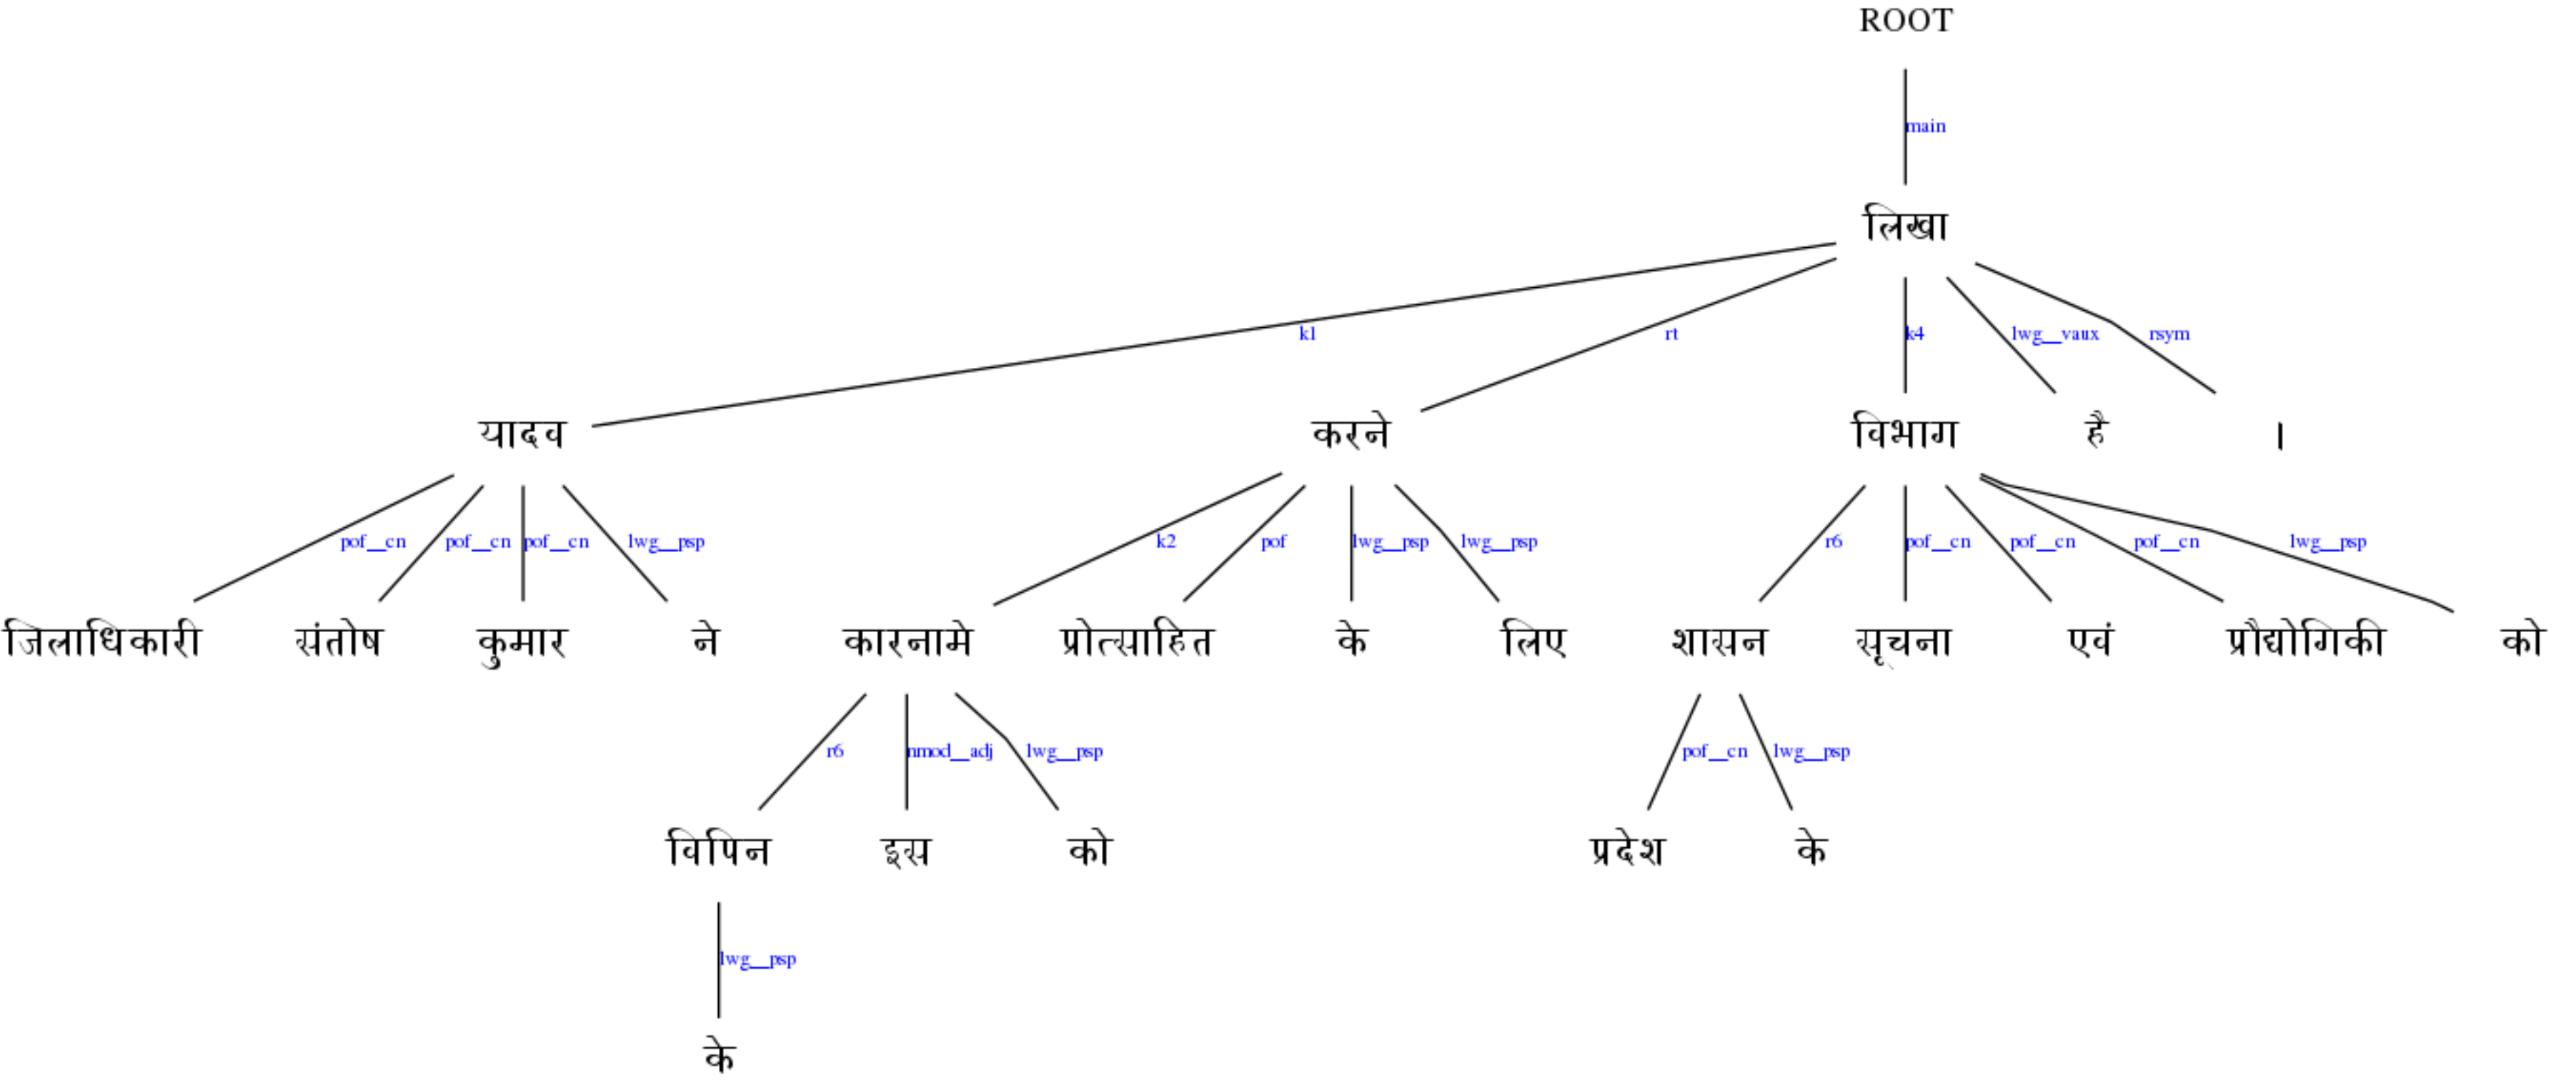 ROOT
main
लिखा
k1 rt k4 lwg__vaux rsym
यादव करने विभाग है ।
pof__cn pof__cn pof__cn lwg__psp k2 pof lwg__psp lwg__psp r6 pof__cn pof__cn pof__cn lwg__psp
जिलाधिकारी संतोष कुमार ने कारनामे प्रोत्साहित के लिए शासन सूचना एवं प्रौद्योगिकी को
r6 nmod__adj lwg__psp pof__cn lwg__psp
विपिन इस को प्रदेश के
lwg__psp
के